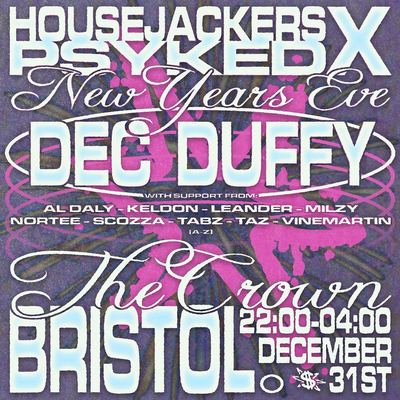 HOUSEJACKERS X
PSYKED
New Years Eve
DEC DUFFY
WITH SUPPORT FROM:
AL DALY - KELDON - LEANDER - MILZY
NORTEE - SCOZZA - TABZ - TAZ - VINEMARTIN
[A-Z]
The Crown
BRISTOL.
22:00-04:00
DECEMBER
31ST